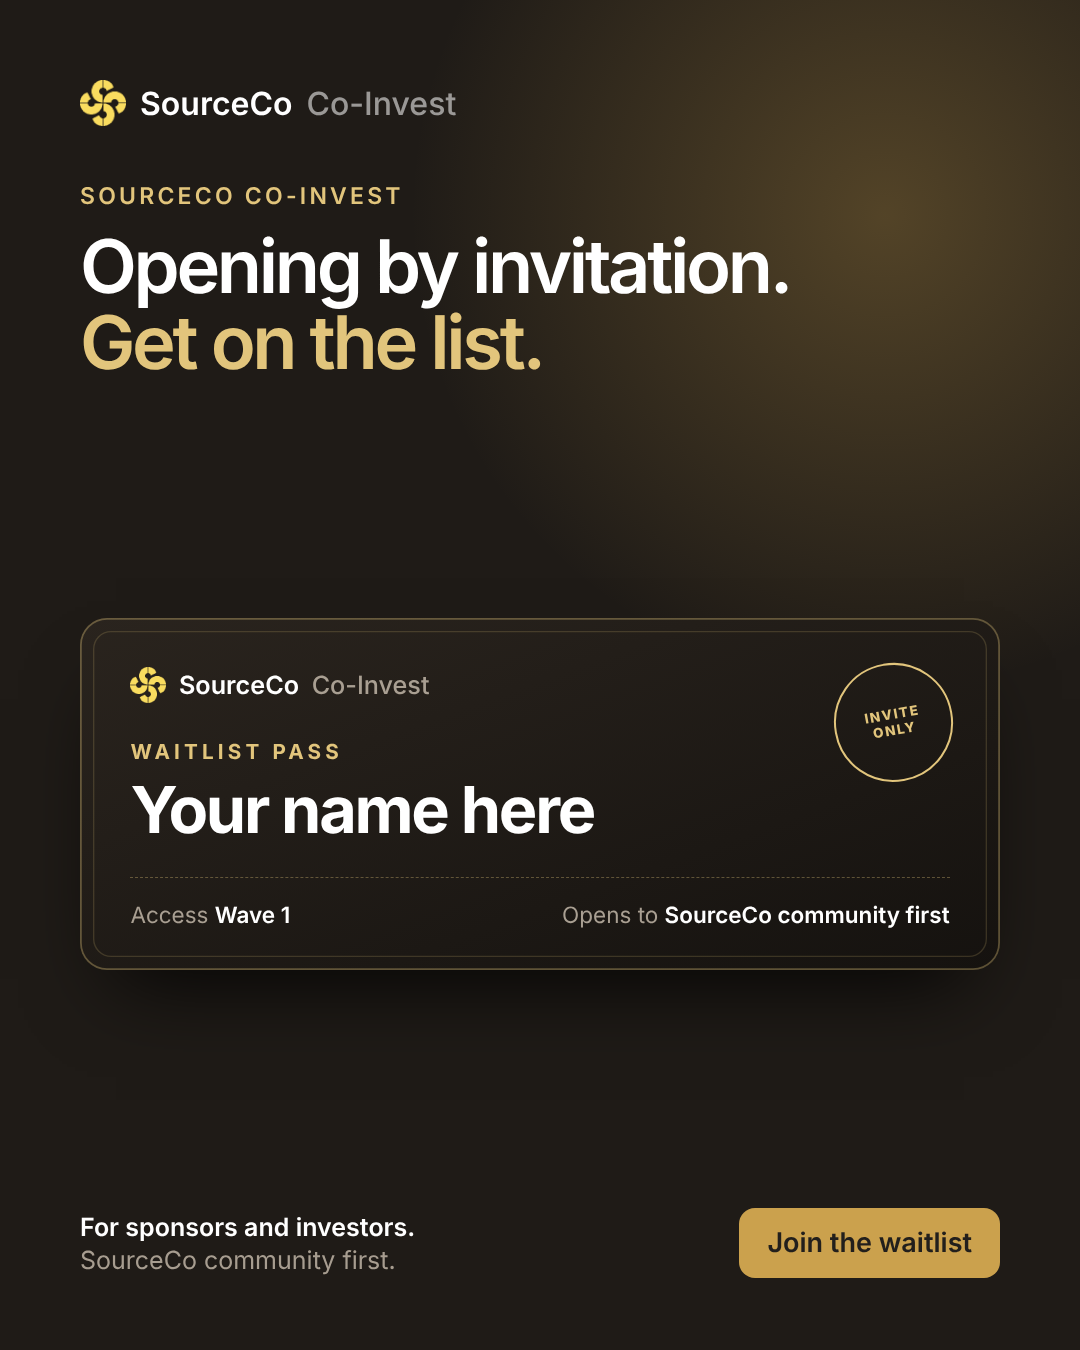 SourceCo Co-Invest
SOURCECO CO-INVEST
Opening by invitation.
Get on the list.
SourceCo Co-Invest
INVITE
ONLY
WAITLIST PASS
Your name here
Access Wave 1
Opens to SourceCo community first
For sponsors and investors.
SourceCo community first.
Join the waitlist